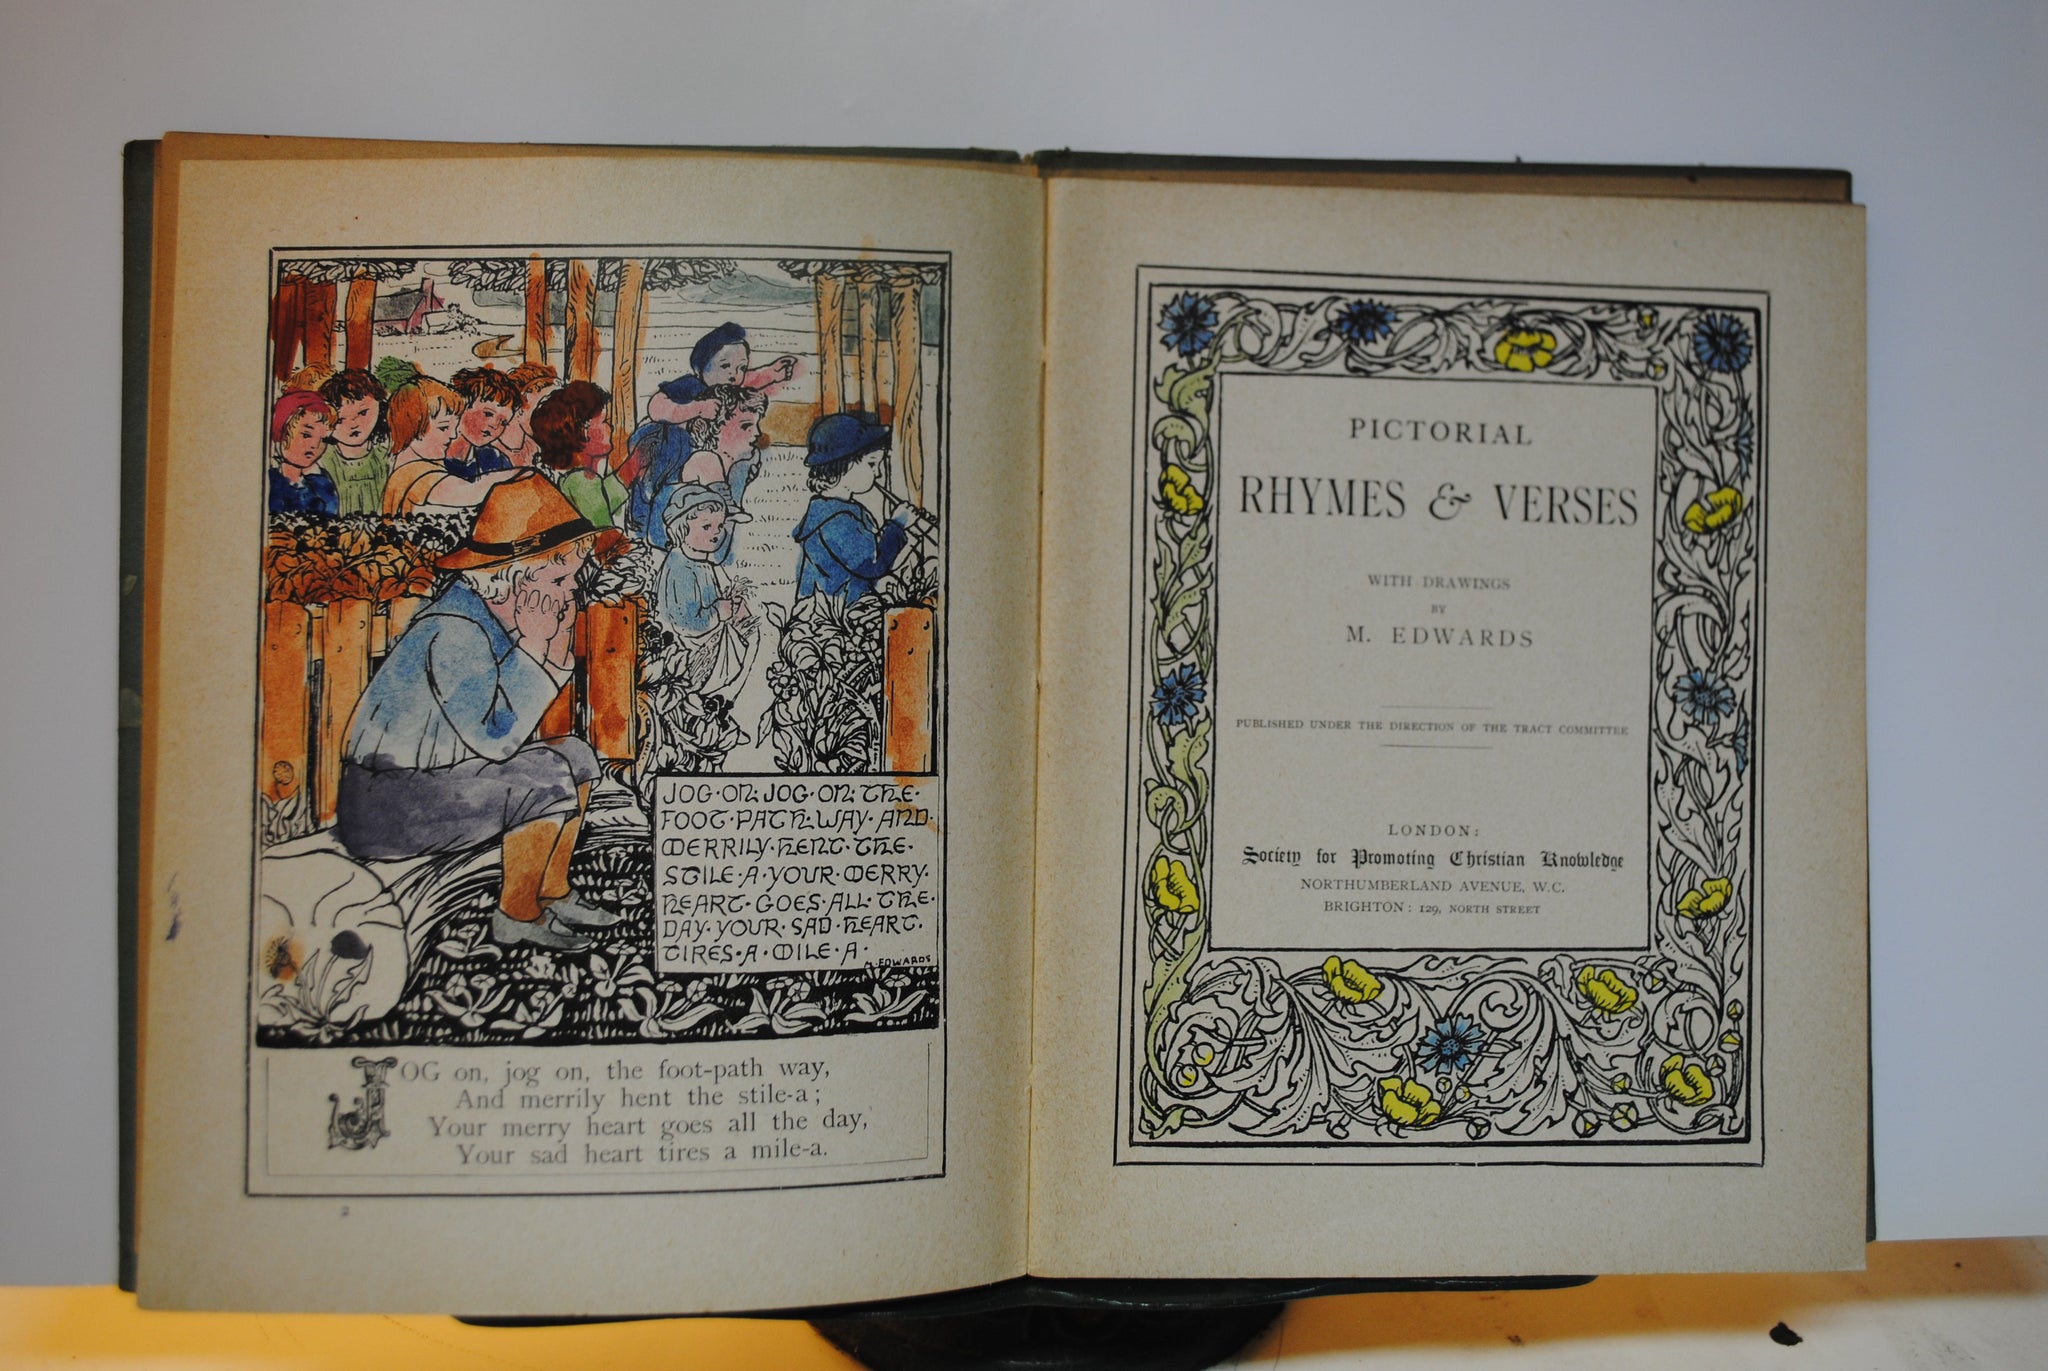 JOG·ON; JOG·ON; THE·
FOOT·PATH·WAY·AND·
MERRILY·HENT·THE·
STILE·A·YOUR·MERRY·
HEART·GOES·ALL·THE·
DAY·YOUR·SAD·HEART·
TIRES·A·MILE·A·
M·EDWARDS
JOG on, jog on, the foot-path way,
And merrily hent the stile-a;
Your merry heart goes all the day,
Your sad heart tires a mile-a.
2
PICTORIAL
RHYMES & VERSES
WITH DRAWINGS
BY
M. EDWARDS
PUBLISHED UNDER THE DIRECTION OF THE TRACT COMMITTEE
LONDON:
Society for Promoting Christian Knowledge
NORTHUMBERLAND AVENUE, W.C.
BRIGHTON: 129, NORTH STREET